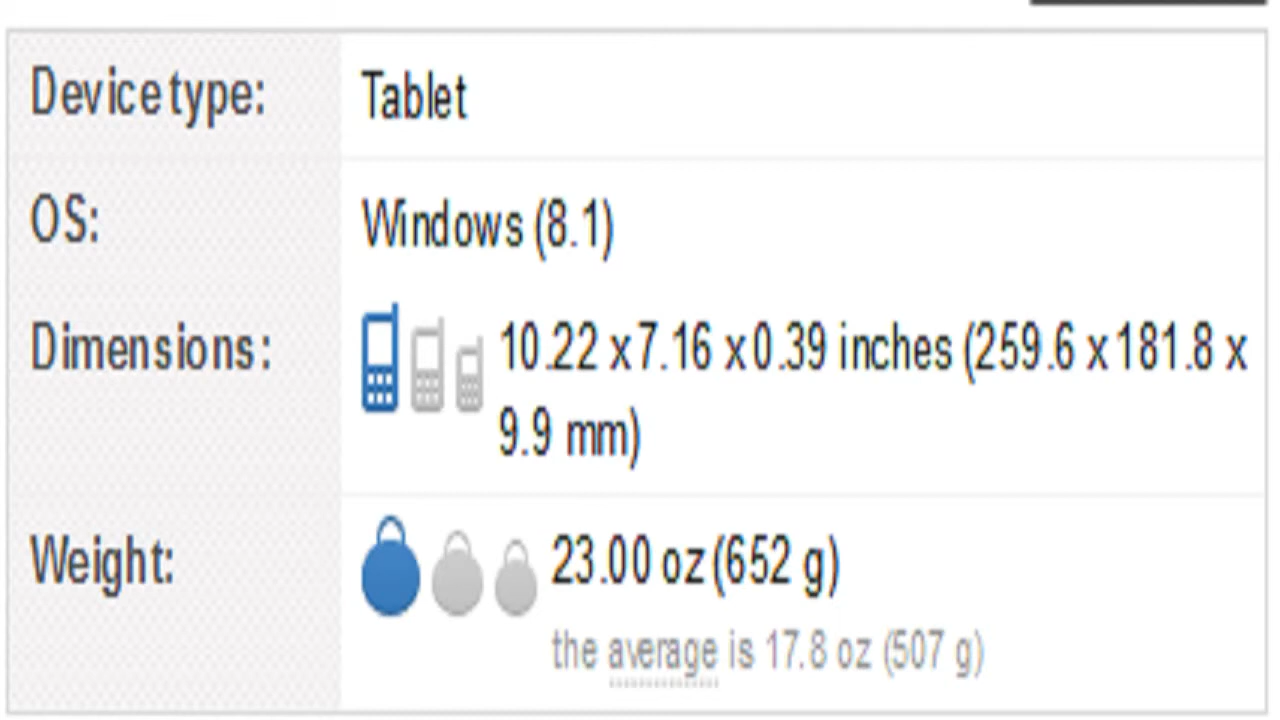 Device type: Tablet
OS: Windows (8.1)
Dimensions: 10.22 x 7.16 x 0.39 inches (259.6 x 181.8 x
9.9 mm)
Weight: 23.00 oz (652 g)
the average is 17.8 oz (507 g)